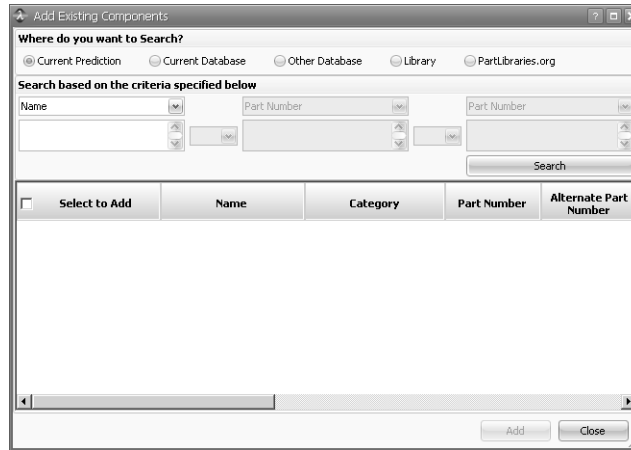 Add Existing Components
Where do you want to Search?
Current Prediction Current Database Other Database Library PartLibraries.org
Search based on the criteria specified below
Name Part Number Part Number
Search
Select to Add Name Category Part Number Alternate Part Number
Add Close